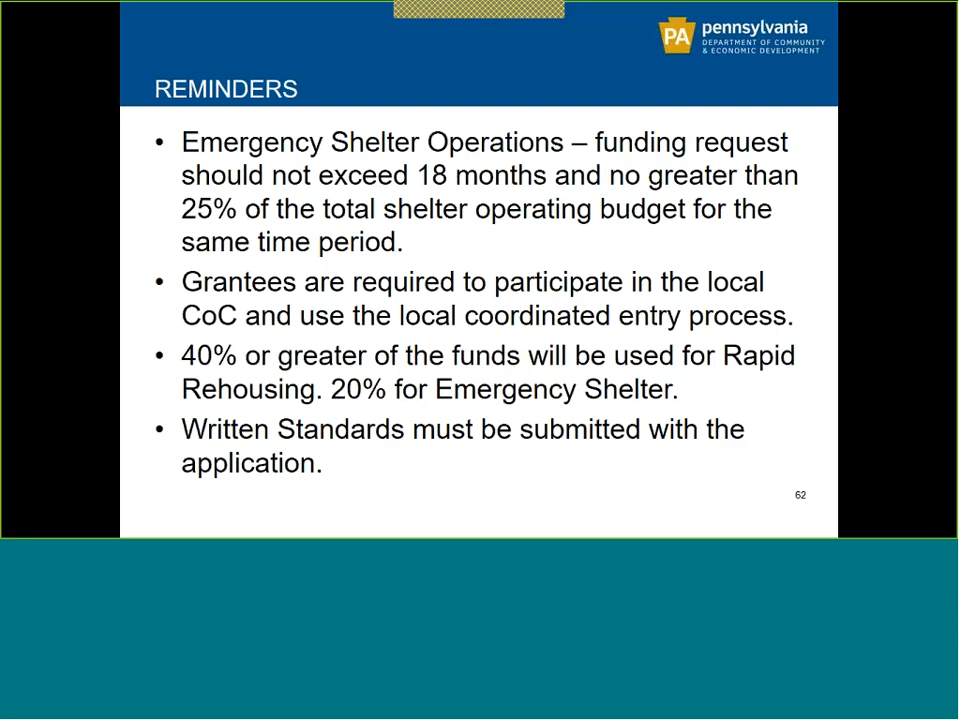 PA
pennsylvania
DEPARTMENT OF COMMUNITY
& ECONOMIC DEVELOPMENT
REMINDERS
• Emergency Shelter Operations – funding request
should not exceed 18 months and no greater than
25% of the total shelter operating budget for the
same time period.
• Grantees are required to participate in the local
CoC and use the local coordinated entry process.
• 40% or greater of the funds will be used for Rapid
Rehousing. 20% for Emergency Shelter.
• Written Standards must be submitted with the
application.
62